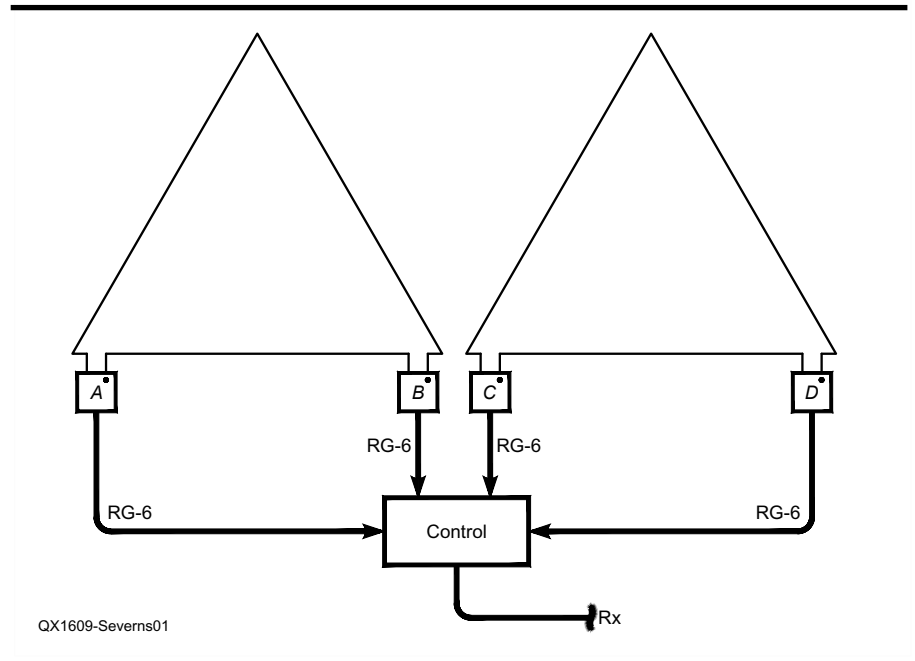 A
B
C
D
RG-6
RG-6
RG-6
RG-6
Control
Rx
QX1609-Severns01